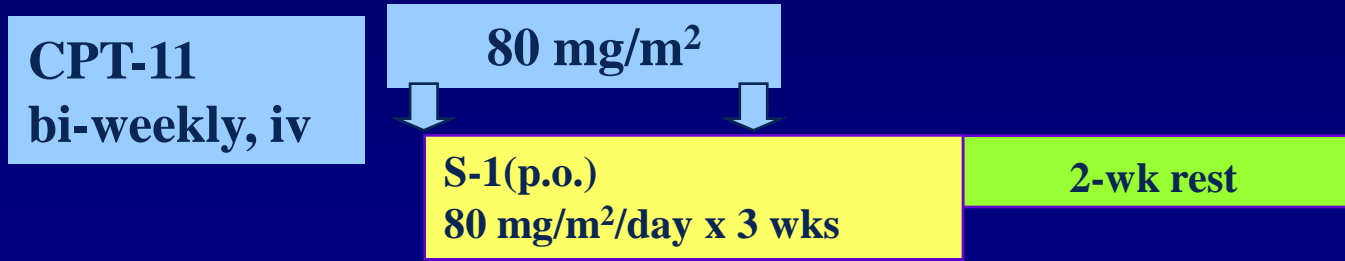 CPT-11
bi-weekly, iv
80 mg/m²
S-1(p.o.)
80 mg/m²/day x 3 wks
2-wk rest